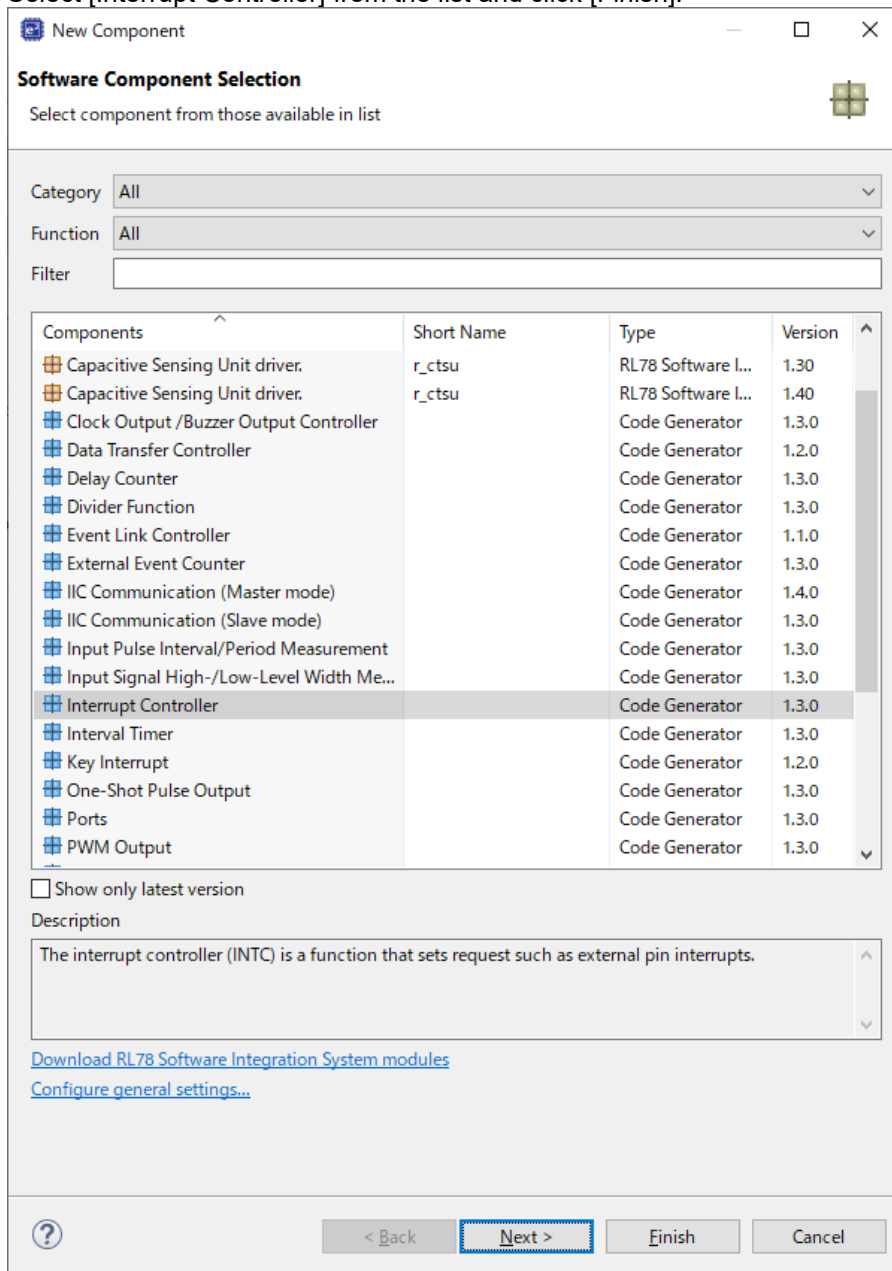 Select [Interrupt Controller] from the list and click [Finish].
New Component
Software Component Selection
Select component from those available in list
Category All
Function All
Filter
Components Short Name Type Version
Capacitive Sensing Unit driver. r_ctsu RL78 Software I... 1.30
Capacitive Sensing Unit driver. r_ctsu RL78 Software I... 1.40
Clock Output /Buzzer Output Controller Code Generator 1.3.0
Data Transfer Controller Code Generator 1.2.0
Delay Counter Code Generator 1.3.0
Divider Function Code Generator 1.3.0
Event Link Controller Code Generator 1.1.0
External Event Counter Code Generator 1.3.0
IIC Communication (Master mode) Code Generator 1.4.0
IIC Communication (Slave mode) Code Generator 1.3.0
Input Pulse Interval/Period Measurement Code Generator 1.3.0
Input Signal High-/Low-Level Width Me... Code Generator 1.3.0
Interrupt Controller Code Generator 1.3.0
Interval Timer Code Generator 1.3.0
Key Interrupt Code Generator 1.2.0
One-Shot Pulse Output Code Generator 1.3.0
Ports Code Generator 1.3.0
PWM Output Code Generator 1.3.0
Show only latest version
Description
The interrupt controller (INTC) is a function that sets request such as external pin interrupts.
Download RL78 Software Integration System modules
Configure general settings...
? < Back Next > Finish Cancel